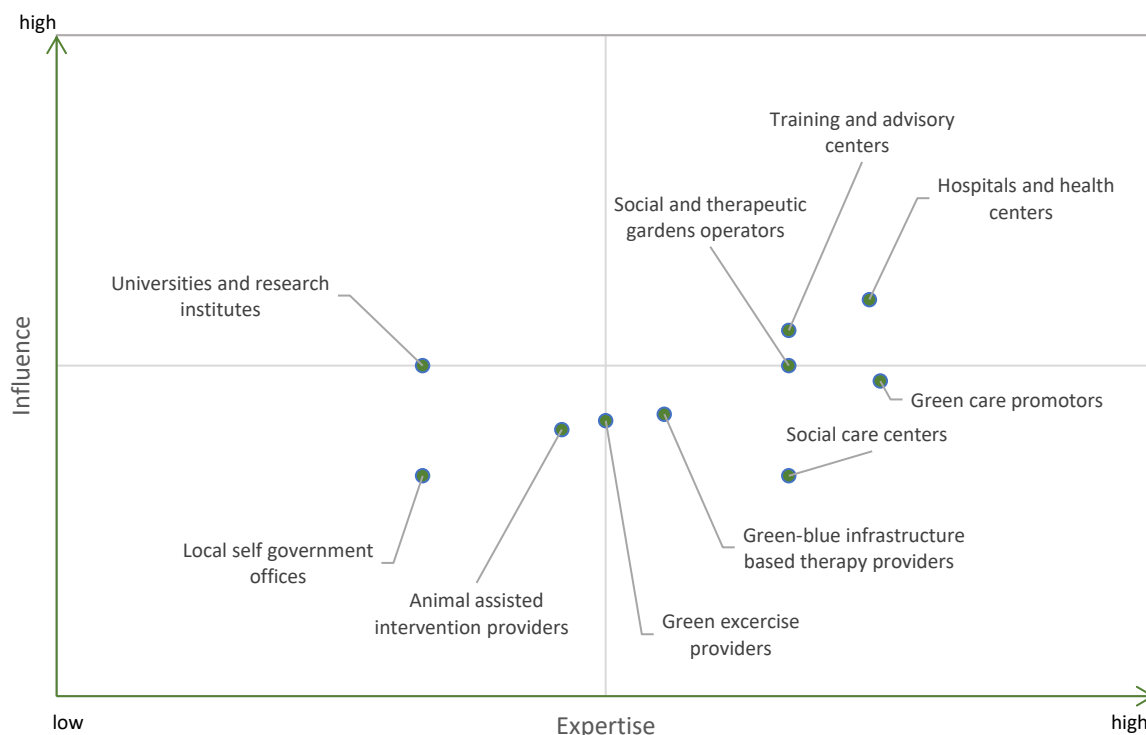 high
Training and advisory
centers
Hospitals and health
centers
Social and therapeutic
gardens operators
Universities and research
institutes
Influence
Green care promotors
Social care centers
Green-blue infrastructure
based therapy providers
Local self government
offices
Animal assisted
intervention providers
Green excercise
providers
low
Expertise
high